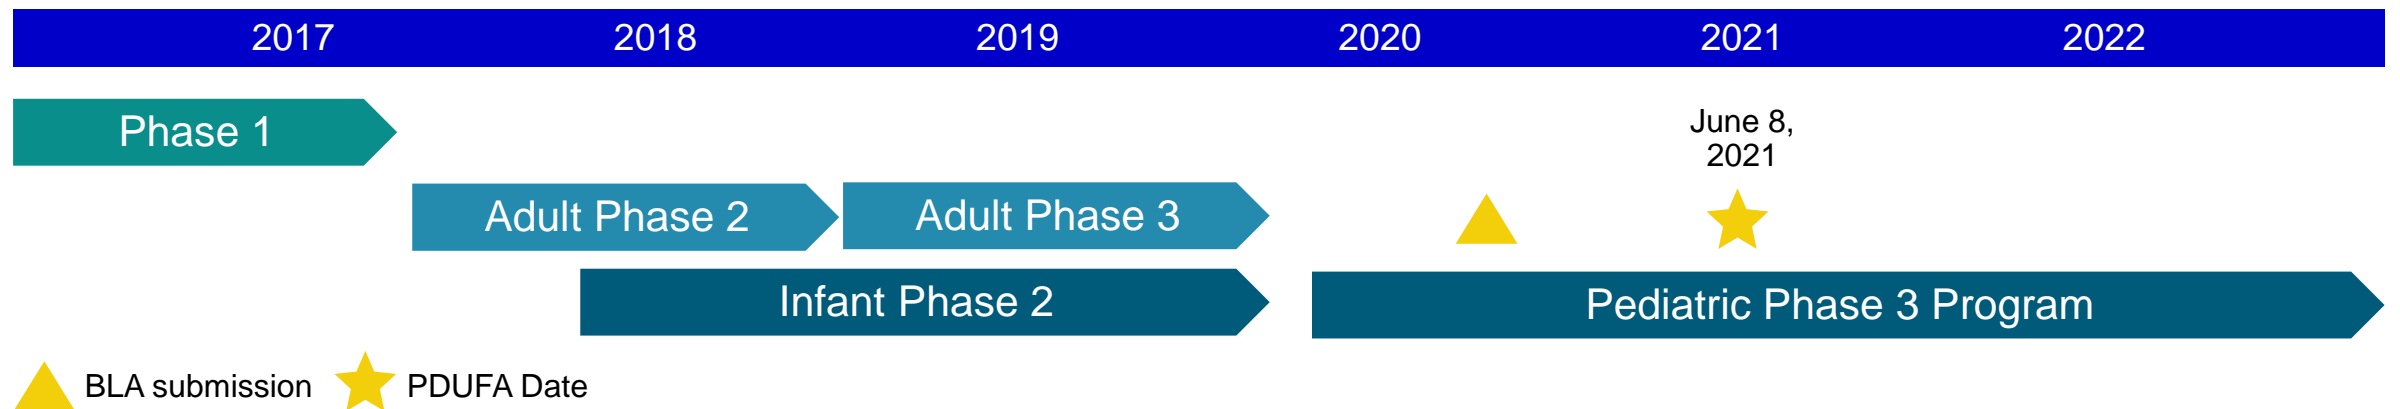 2017 2018 2019 2020 2021 2022
Phase 1
June 8,
2021
Adult Phase 2
Adult Phase 3
Infant Phase 2
Pediatric Phase 3 Program
BLA submission
PDUFA Date